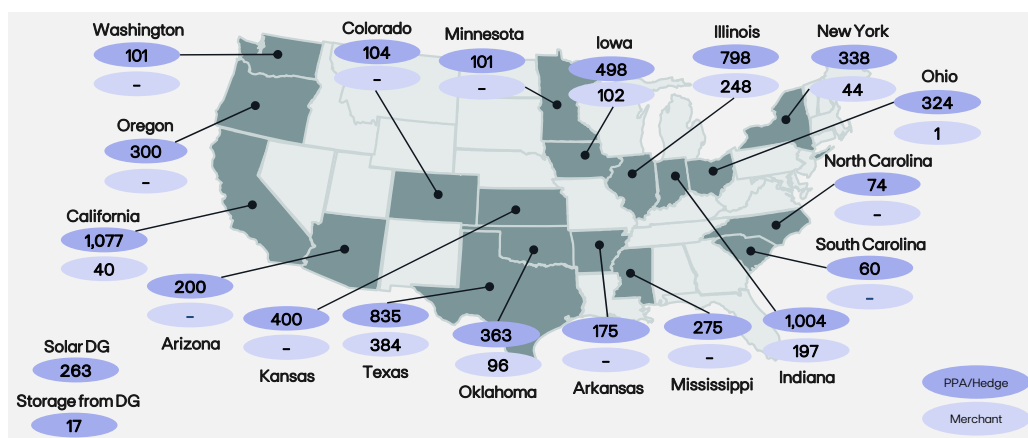 Washington
101
–
Colorado
104
–
Minnesota
101
–
Iowa
498
102
Illinois
798
248
New York
338
44
Ohio
324
1
Oregon
300
–
North Carolina
74
–
California
1,077
40
South Carolina
60
–
200
–
Arizona
400
–
Kansas
835
384
Texas
363
96
Oklahoma
175
–
Arkansas
275
–
Mississippi
1,004
197
Indiana
Solar DG
263
Storage from DG
17
PPA/Hedge
Merchant